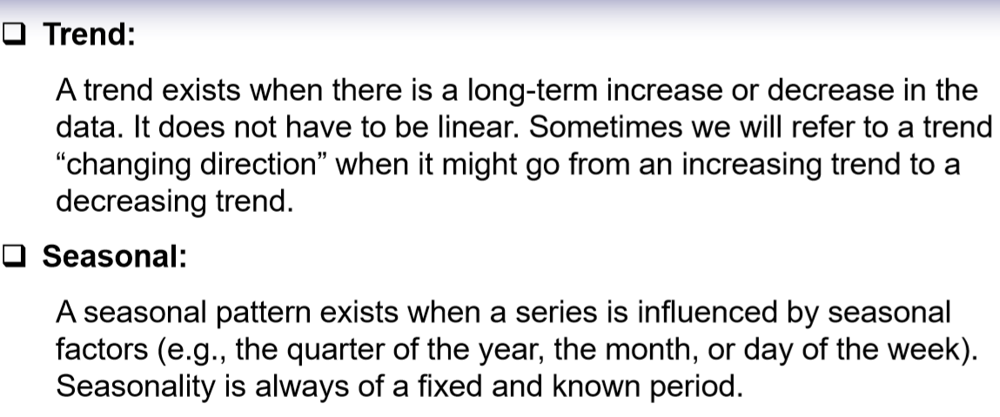 ❑ Trend:
A trend exists when there is a long-term increase or decrease in the
data. It does not have to be linear. Sometimes we will refer to a trend
“changing direction” when it might go from an increasing trend to a
decreasing trend.
❑ Seasonal:
A seasonal pattern exists when a series is influenced by seasonal
factors (e.g., the quarter of the year, the month, or day of the week).
Seasonality is always of a fixed and known period.